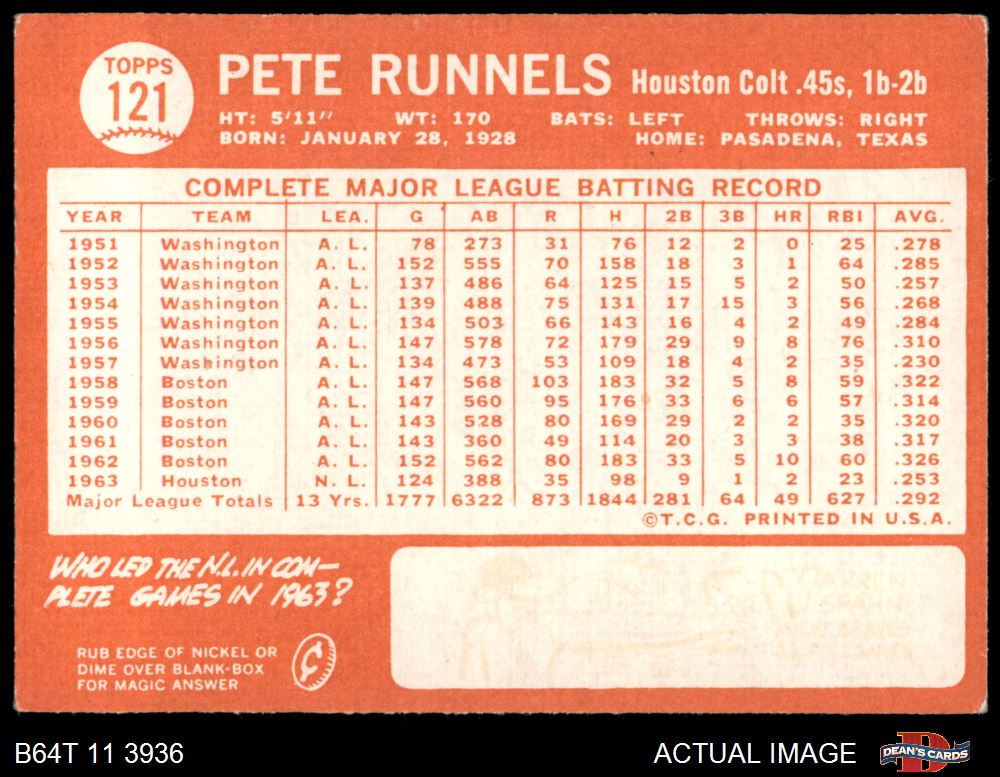 TOPPS
121
PETE RUNNELS Houston Colt .45s, 1b-2b
HT: 5'11" WT: 170 BATS: LEFT THROWS: RIGHT
BORN: JANUARY 28, 1928 HOME: PASADENA, TEXAS
COMPLETE MAJOR LEAGUE BATTING RECORD
YEAR TEAM LEA. G AB R H 2B 3B HR RBI AVG.
1951 Washington A. L. 78 273 31 76 12 2 0 25 .278
1952 Washington A. L. 152 555 70 158 18 3 1 64 .285
1953 Washington A. L. 137 486 64 125 15 5 2 50 .257
1954 Washington A. L. 139 488 75 131 17 15 3 56 .268
1955 Washington A. L. 134 503 66 143 16 4 2 49 .284
1956 Washington A. L. 147 578 72 179 29 9 8 76 .310
1957 Washington A. L. 134 473 53 109 18 4 2 35 .230
1958 Boston A. L. 147 568 103 183 32 5 8 59 .322
1959 Boston A. L. 147 560 95 176 33 6 6 57 .314
1960 Boston A. L. 143 528 80 169 29 2 2 35 .320
1961 Boston A. L. 143 360 49 114 20 3 3 38 .317
1962 Boston A. L. 152 562 80 183 33 5 10 60 .326
1963 Houston N. L. 124 388 35 98 9 1 2 23 .253
Major League Totals 13 Yrs. 1777 6322 873 1844 281 64 49 627 .292
©T.C.G. PRINTED IN U.S.A.
WHO LED THE N.L. IN COM-
PLETE GAMES IN 1963?
RUB EDGE OF NICKEL OR
DIME OVER BLANK-BOX
FOR MAGIC ANSWER
B64T 11 3936 ACTUAL IMAGE DEAN'S CARDS